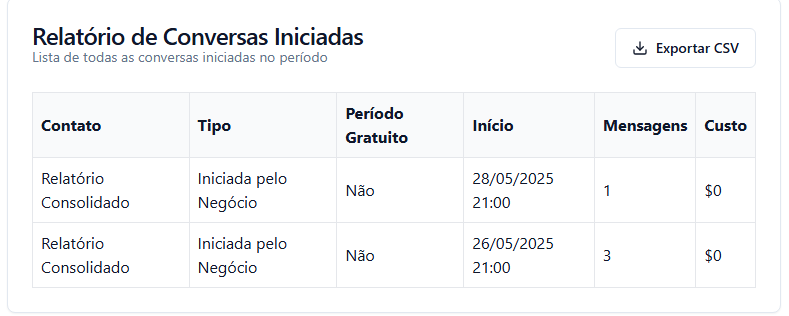 Relatório de Conversas Iniciadas
Lista de todas as conversas iniciadas no período
Exportar CSV
Contato Tipo Período Gratuito Início Mensagens Custo
Relatório Consolidado Iniciada pelo Negócio Não 28/05/2025 21:00 1 $0
Relatório Consolidado Iniciada pelo Negócio Não 26/05/2025 21:00 3 $0